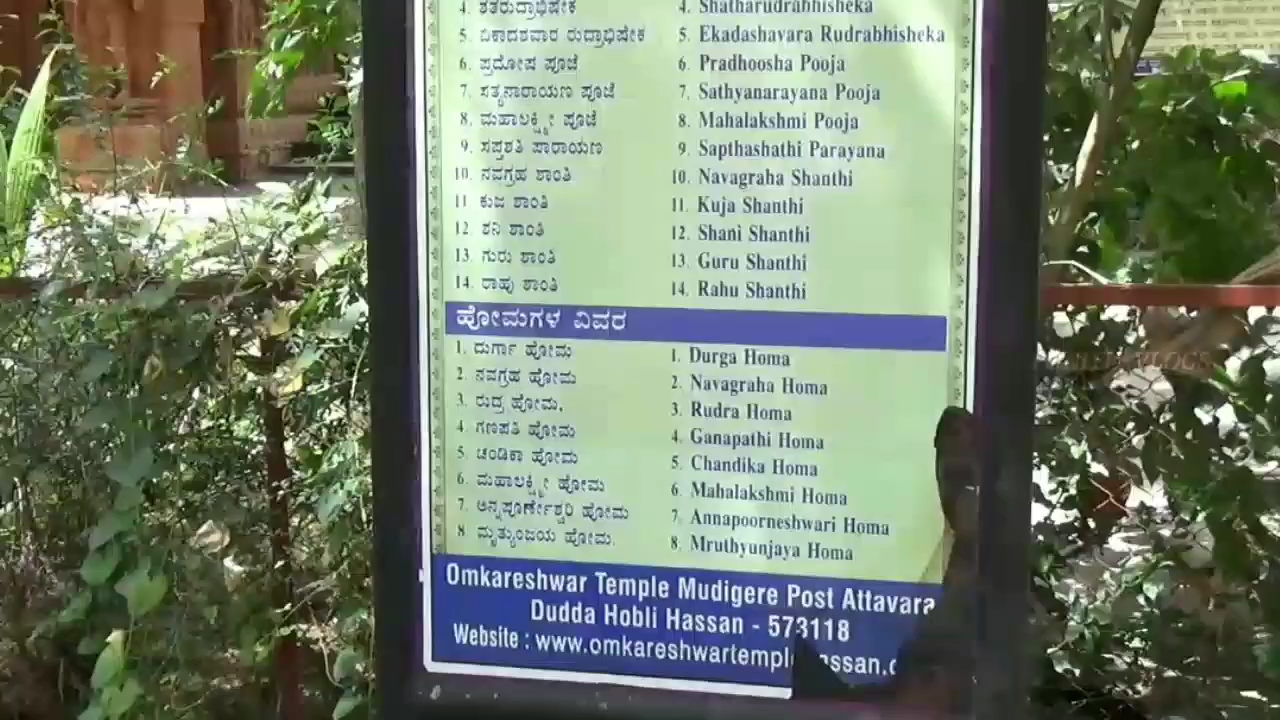 4. ಶತರುದ್ರಾಭಿಷೇಕ 4. Shatharudrabhisheka
5. ಏಕಾದಶವಾರ ರುದ್ರಾಭಿಷೇಕ 5. Ekadashavara Rudrabhisheka
6. ಪ್ರದೋಷ ಪೂಜೆ 6. Pradhoosha Pooja
7. ಸತ್ಯನಾರಾಯಣ ಪೂಜೆ 7. Sathyanarayana Pooja
8. ಮಹಾಲಕ್ಷ್ಮೀ ಪೂಜೆ 8. Mahalakshmi Pooja
9. ಸಪ್ತಶತಿ ಪಾರಾಯಣ 9. Sapthashathi Parayana
10. ನವಗ್ರಹ ಶಾಂತಿ 10. Navagraha Shanthi
11 ಕುಜ ಶಾಂತಿ 11. Kuja Shanthi
12. ಶನಿ ಶಾಂತಿ 12. Shani Shanthi
13. ಗುರು ಶಾಂತಿ 13. Guru Shanthi
14. ರಾಹು ಶಾಂತಿ 14. Rahu Shanthi
ಹೋಮಗಳ ವಿವರ
1. ದುರ್ಗಾ ಹೋಮ 1. Durga Homa
2. ನವಗ್ರಹ ಹೋಮ 2. Navagraha Homa
3. ರುದ್ರ ಹೋಮ. 3. Rudra Homa
4. ಗಣಪತಿ ಹೋಮ 4. Ganapathi Homa
5. ಚಂಡಿಕಾ ಹೋಮ 5. Chandika Homa
6. ಮಹಾಲಕ್ಷ್ಮೀ ಹೋಮ 6. Mahalakshmi Homa
7. ಅನ್ನಪೂರ್ಣೇಶ್ವರಿ ಹೋಮ 7. Annapoorneshwari Homa
8. ಮೃತ್ಯುಂಜಯ ಹೋಮ. 8. Mruthyunjaya Homa
Omkareshwar Temple Mudigere Post Attavara
Dudda Hobli Hassan - 573118
Website :